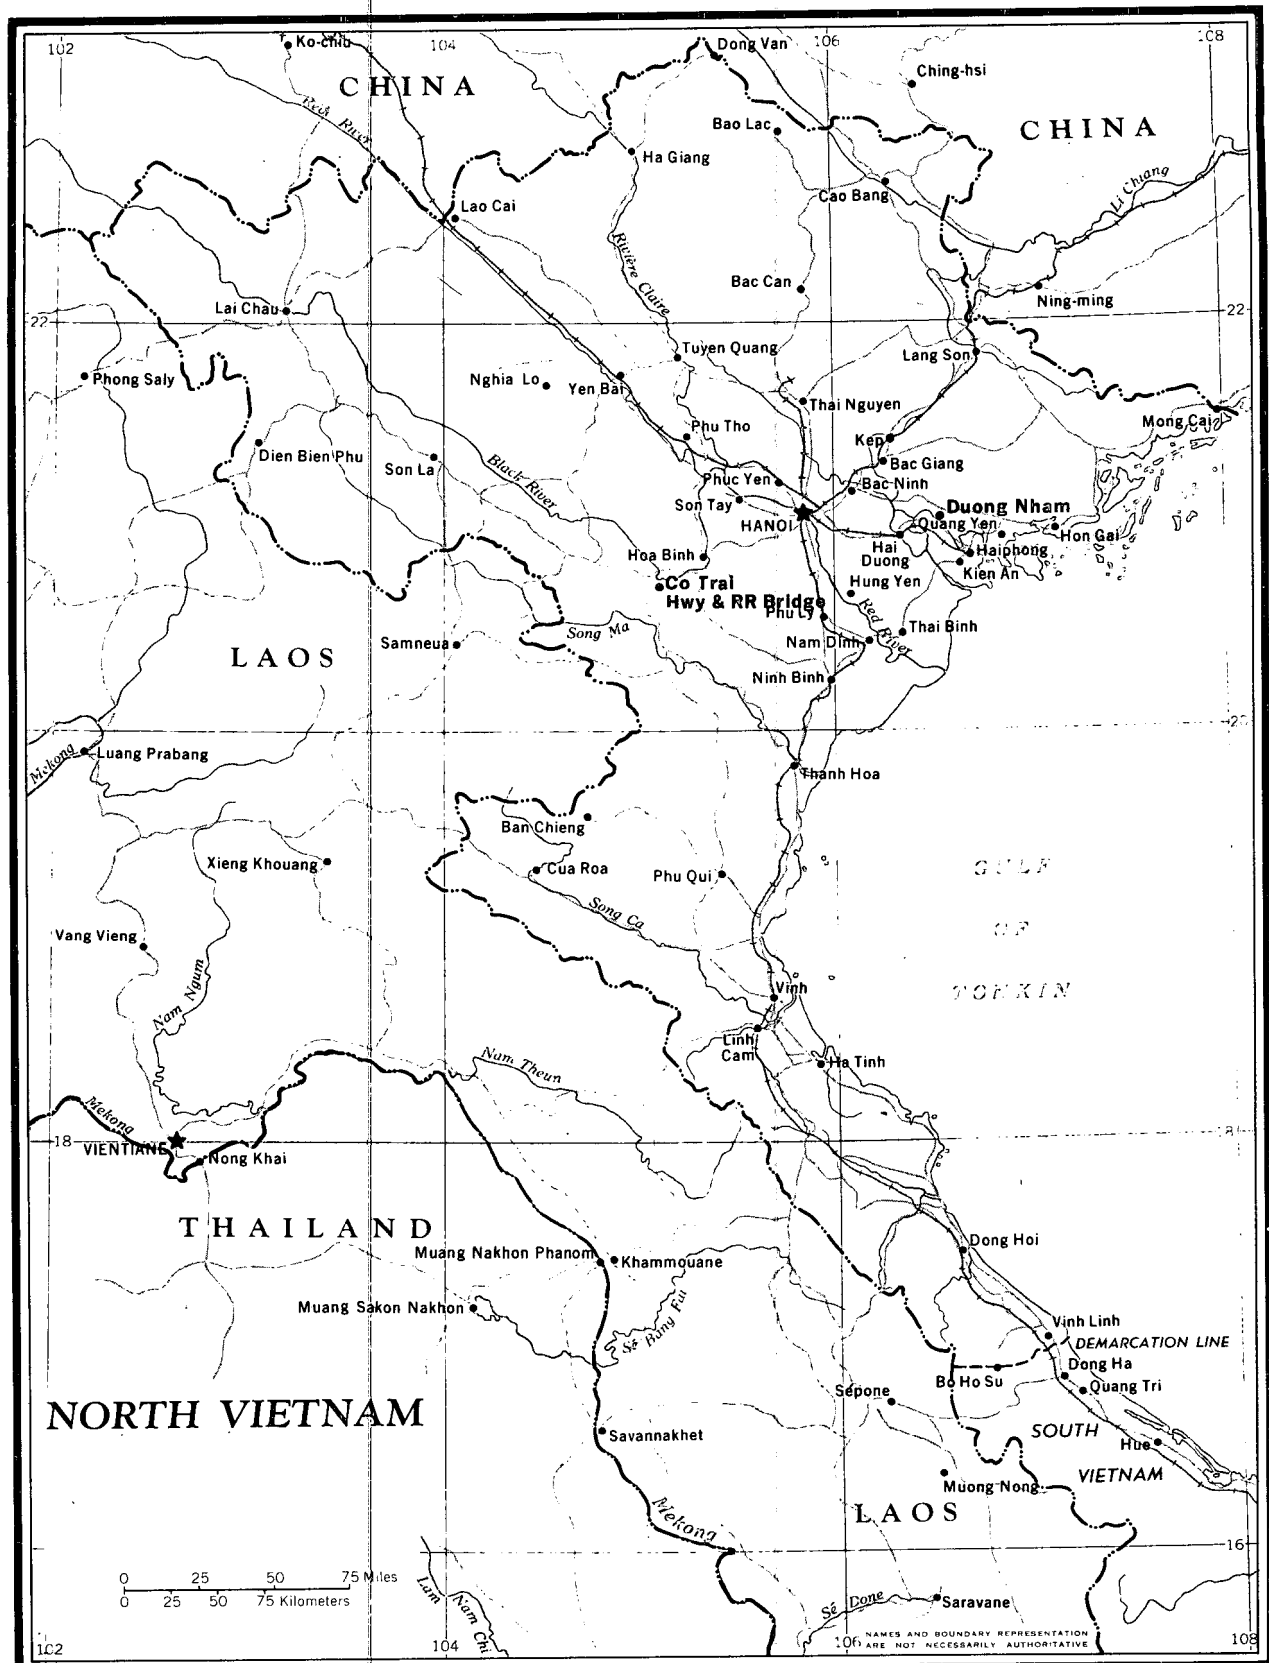 102
104
106
108
Ko-chiu
Dong Van
Ching-hsi
CHINA
Red River
Bao Lac
CHINA
Ha Giang
Li Chiang
Cao Bang
Lao Cai
Rivière Claire
Bac Can
Ning-ming
Lai Chau
22
22
Tuyen Quang
Lang Son
Phong Saly
Nghia Lo
Yen Bai
Thai Nguyen
Mong Cai
Phu Tho
Kep
Dien Bien Phu
Son La
Black River
Bac Giang
Phuc Yen
Bac Ninh
Son Tay
Duong Nham
HANOI
Quang Yen
Hon Gai
Hai
Duong
Haiphong
Hoa Binh
Kien An
Co Trai
Hwy & RR Bridge
Hung Yen
Phu Ly
Red River
Thai Binh
Song Ma
Samneua
Nam Dinh
LAOS
Ninh Binh
20
Mekong
Luang Prabang
Thanh Hoa
Ban Chieng
Xieng Khouang
Cua Roa
Phu Qui
GULF
OF
TONKIN
Song Ca
Vang Vieng
Nam Ngum
Vinh
Linh
Cam
Ha Tinh
Nam Theun
Mekong
18
18
VIENTIANE
Nong Khai
THAILAND
Dong Hoi
Muang Nakhon Phanom
Khammouane
Muang Sakon Nakhon
Sé Bang Fai
Vinh Linh
DEMARCATION LINE
Dong Ha
Bo Ho Su
Quang Tri
Sépone
NORTH VIETNAM
SOUTH
VIETNAM
Savannakhet
Hue
Muong Nong
Mekong
LAOS
16
0 25 50 75 Miles
0 25 50 75 Kilometers
Lam
Nam Chi
Sé Done
Saravane
NAMES AND BOUNDARY REPRESENTATION
ARE NOT NECESSARILY AUTHORITATIVE
102
104
106
108